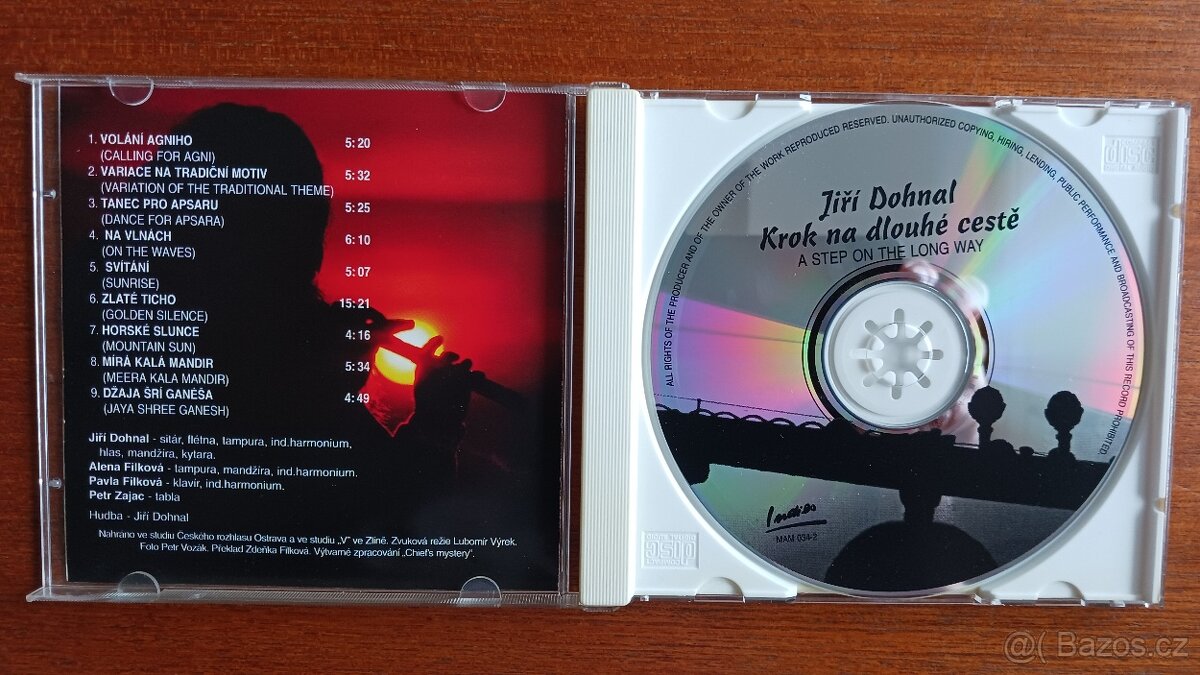 1. VOLÁNÍ AGNIHO 5:20
(CALLING FOR AGNI)
2. VARIACE NA TRADIČNÍ MOTIV 5:32
(VARIATION OF THE TRADITIONAL THEME)
3. TANEC PRO APSARU 5:25
(DANCE FOR APSARA)
4. NA VLNÁCH 6:10
(ON THE WAVES)
5. SVÍTÁNÍ 5:07
(SUNRISE)
6. ZLATÉ TICHO 15:21
(GOLDEN SILENCE)
7. HORSKÉ SLUNCE 4:16
(MOUNTAIN SUN)
8. MÍRÁ KALÁ MANDIR 5:34
(MEERA KALA MANDIR)
9. DŽAJA ŠRÍ GANÉŠA 4:49
(JAYA SHREE GANESH)
Jiří Dohnal - sitár, flétna, tampura, ind.harmonium,
hlas, mandžíra, kytara.
Alena Filková - tampura, mandžíra, ind.harmonium.
Pavla Filková - klavír, ind.harmonium.
Petr Zajac - tabla
Hudba - Jiří Dohnal
Nahráno ve studiu Českého rozhlasu Ostrava a ve studiu „V" ve Zlíně. Zvuková režie Lubomír Výrek.
Foto Petr Vozák. Překlad Zdeňka Filková. Výtvarné zpracování „Chief's mystery".
ALL RIGHTS OF THE PRODUCER AND OF THE OWNER OF THE WORK REPRODUCED RESERVED. UNAUTHORIZED COPYING, HIRING, LENDING, PUBLIC PERFORMANCE AND BROADCASTING OF THIS RECORD PROHIBITED.
Jiří Dohnal
Krok na dlouhé cestě
A STEP ON THE LONG WAY
Indies
MAM 034-2
disc
COMPACT
disc
DIGITAL AUDIO
@( Bazos.cz